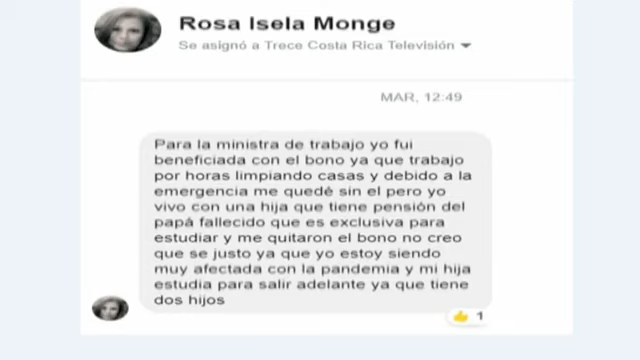 Rosa Isela Monge
Se asignó a Trece Costa Rica Televisión
MAR, 12:49
Para la ministra de trabajo yo fui
beneficiada con el bono ya que trabajo
por horas limpiando casas y debido a la
emergencia me quedé sin el pero yo
vivo con una hija que tiene pensión del
papá fallecido que es exclusiva para
estudiar y me quitaron el bono no creo
que se justo ya que yo estoy siendo
muy afectada con la pandemia y mi hija
estudia para salir adelante ya que tiene
dos hijos
1